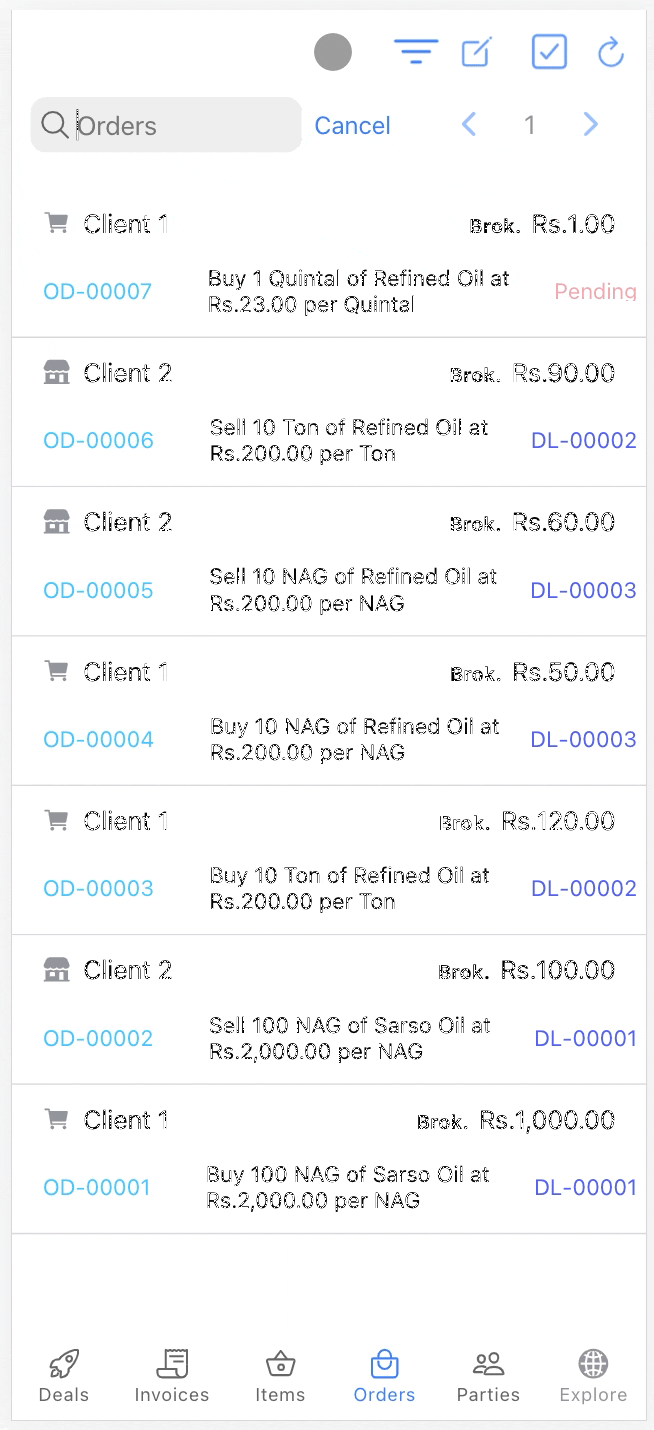 Orders
Cancel
1
Client 1
Brok. Rs.1.00
OD-00007
Buy 1 Quintal of Refined Oil at
Rs.23.00 per Quintal
Pending
Client 2
Brok. Rs.90.00
OD-00006
Sell 10 Ton of Refined Oil at
Rs.200.00 per Ton
DL-00002
Client 2
Brok. Rs.60.00
OD-00005
Sell 10 NAG of Refined Oil at
Rs.200.00 per NAG
DL-00003
Client 1
Brok. Rs.50.00
OD-00004
Buy 10 NAG of Refined Oil at
Rs.200.00 per NAG
DL-00003
Client 1
Brok. Rs.120.00
OD-00003
Buy 10 Ton of Refined Oil at
Rs.200.00 per Ton
DL-00002
Client 2
Brok. Rs.100.00
OD-00002
Sell 100 NAG of Sarso Oil at
Rs.2,000.00 per NAG
DL-00001
Client 1
Brok. Rs.1,000.00
OD-00001
Buy 100 NAG of Sarso Oil at
Rs.2,000.00 per NAG
DL-00001
Deals
Invoices
Items
Orders
Parties
Explore